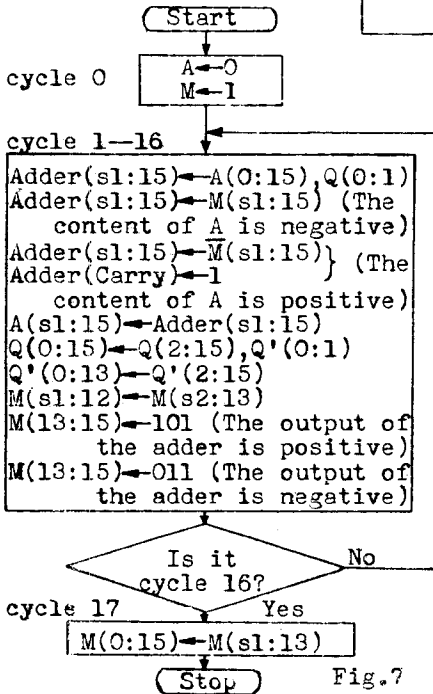 Start
cycle 0
A←0
M←1
cycle 1—16
Adder(s1:15)←A(0:15),Q(0:1)
Adder(s1:15)←M(s1:15) (The
content of A is negative)
Adder(s1:15)←M̅(s1:15)} (The
Adder(Carry)←1
content of A is positive)
A(s1:15)←Adder(s1:15)
Q(0:15)←Q(2:15),Q'(0:1)
Q'(0:13)←Q'(2:15)
M(s1:12)←M(s2:13)
M(13:15)←101 (The output of
the adder is positive)
M(13:15)←011 (The output of
the adder is negative)
Is it
cycle 16?
No
cycle 17
Yes
M(0:15)←M(s1:13)
Stop
Fig.7